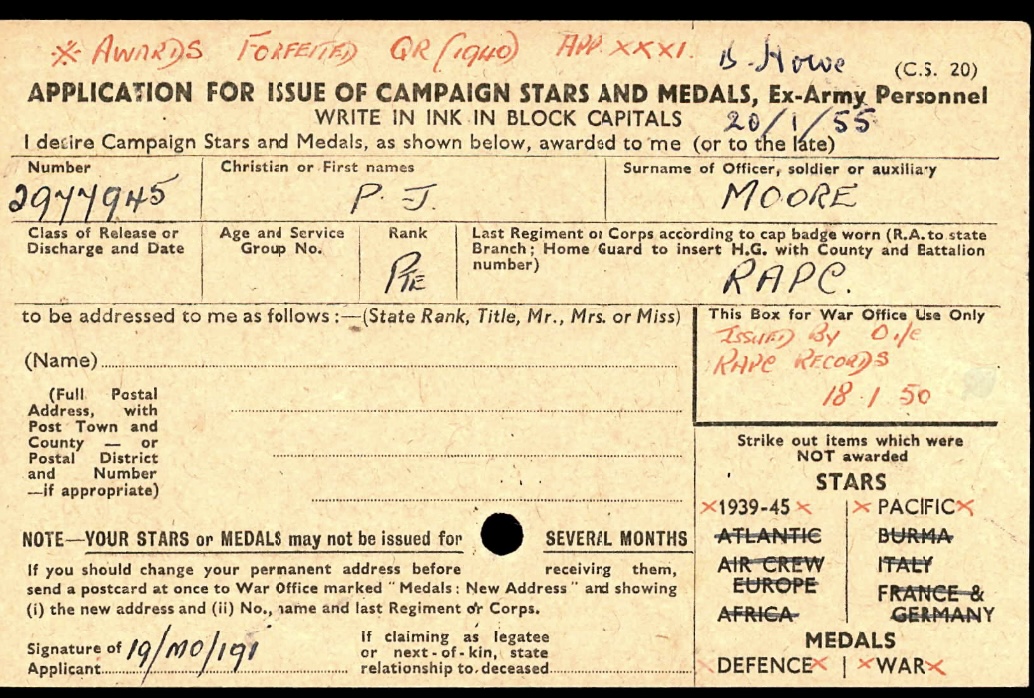 ※ AWARDS FORFEITED QR (1940) APP XXXI.
B. Howe
(C.S. 20)
APPLICATION FOR ISSUE OF CAMPAIGN STARS AND MEDALS, Ex-Army Personnel
WRITE IN INK IN BLOCK CAPITALS
20/1/55
I desire Campaign Stars and Medals, as shown below, awarded to me (or to the late)
Number
2977945
Christian or First names
P. J.
Surname of Officer, soldier or auxiliary
MOORE
Class of Release or
Discharge and Date
Age and Service
Group No.
Rank
PTE
Last Regiment or Corps according to cap badge worn (R.A. to state
Branch; Home Guard to insert H.G. with County and Battalion
number)
RAPC.
to be addressed to me as follows :—(State Rank, Title, Mr., Mrs. or Miss)
(Name)
(Full Postal
Address, with
Post Town and
County — or
Postal District
and Number
—if appropriate)
This Box for War Office Use Only
ISSUED BY O i/c
RAPC RECORDS
18 1 50
Strike out items which were
NOT awarded
STARS
×1939-45× | ×PACIFIC×
ATLANTIC | BURMA
AIR CREW | ITALY
EUROPE | FRANCE &
AFRICA | GERMANY
MEDALS
×DEFENCE× | ×WAR×
NOTE—YOUR STARS or MEDALS may not be issued for SEVERAL MONTHS
If you should change your permanent address before receiving them,
send a postcard at once to War Office marked "Medals: New Address" and showing
(i) the new address and (ii) No., name and last Regiment or Corps.
Signature of
Applicant
19/MO/191
If claiming as legatee
or next-of-kin, state
relationship to deceased